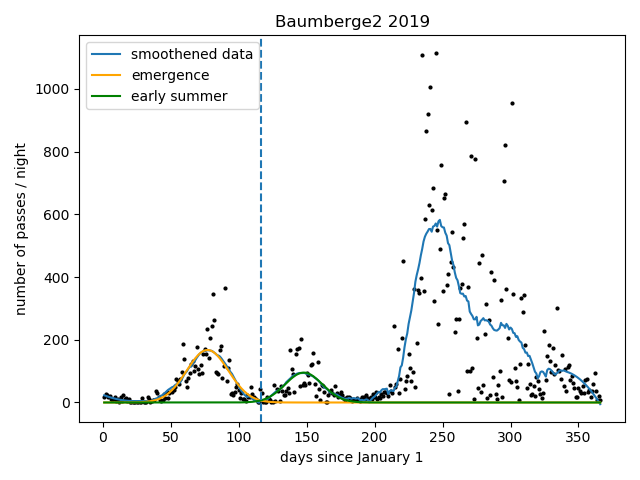 Baumberge2 2019
smoothened data
emergence
early summer
number of passes / night
1000
800
600
400
200
0
0 50 100 150 200 250 300 350
days since January 1